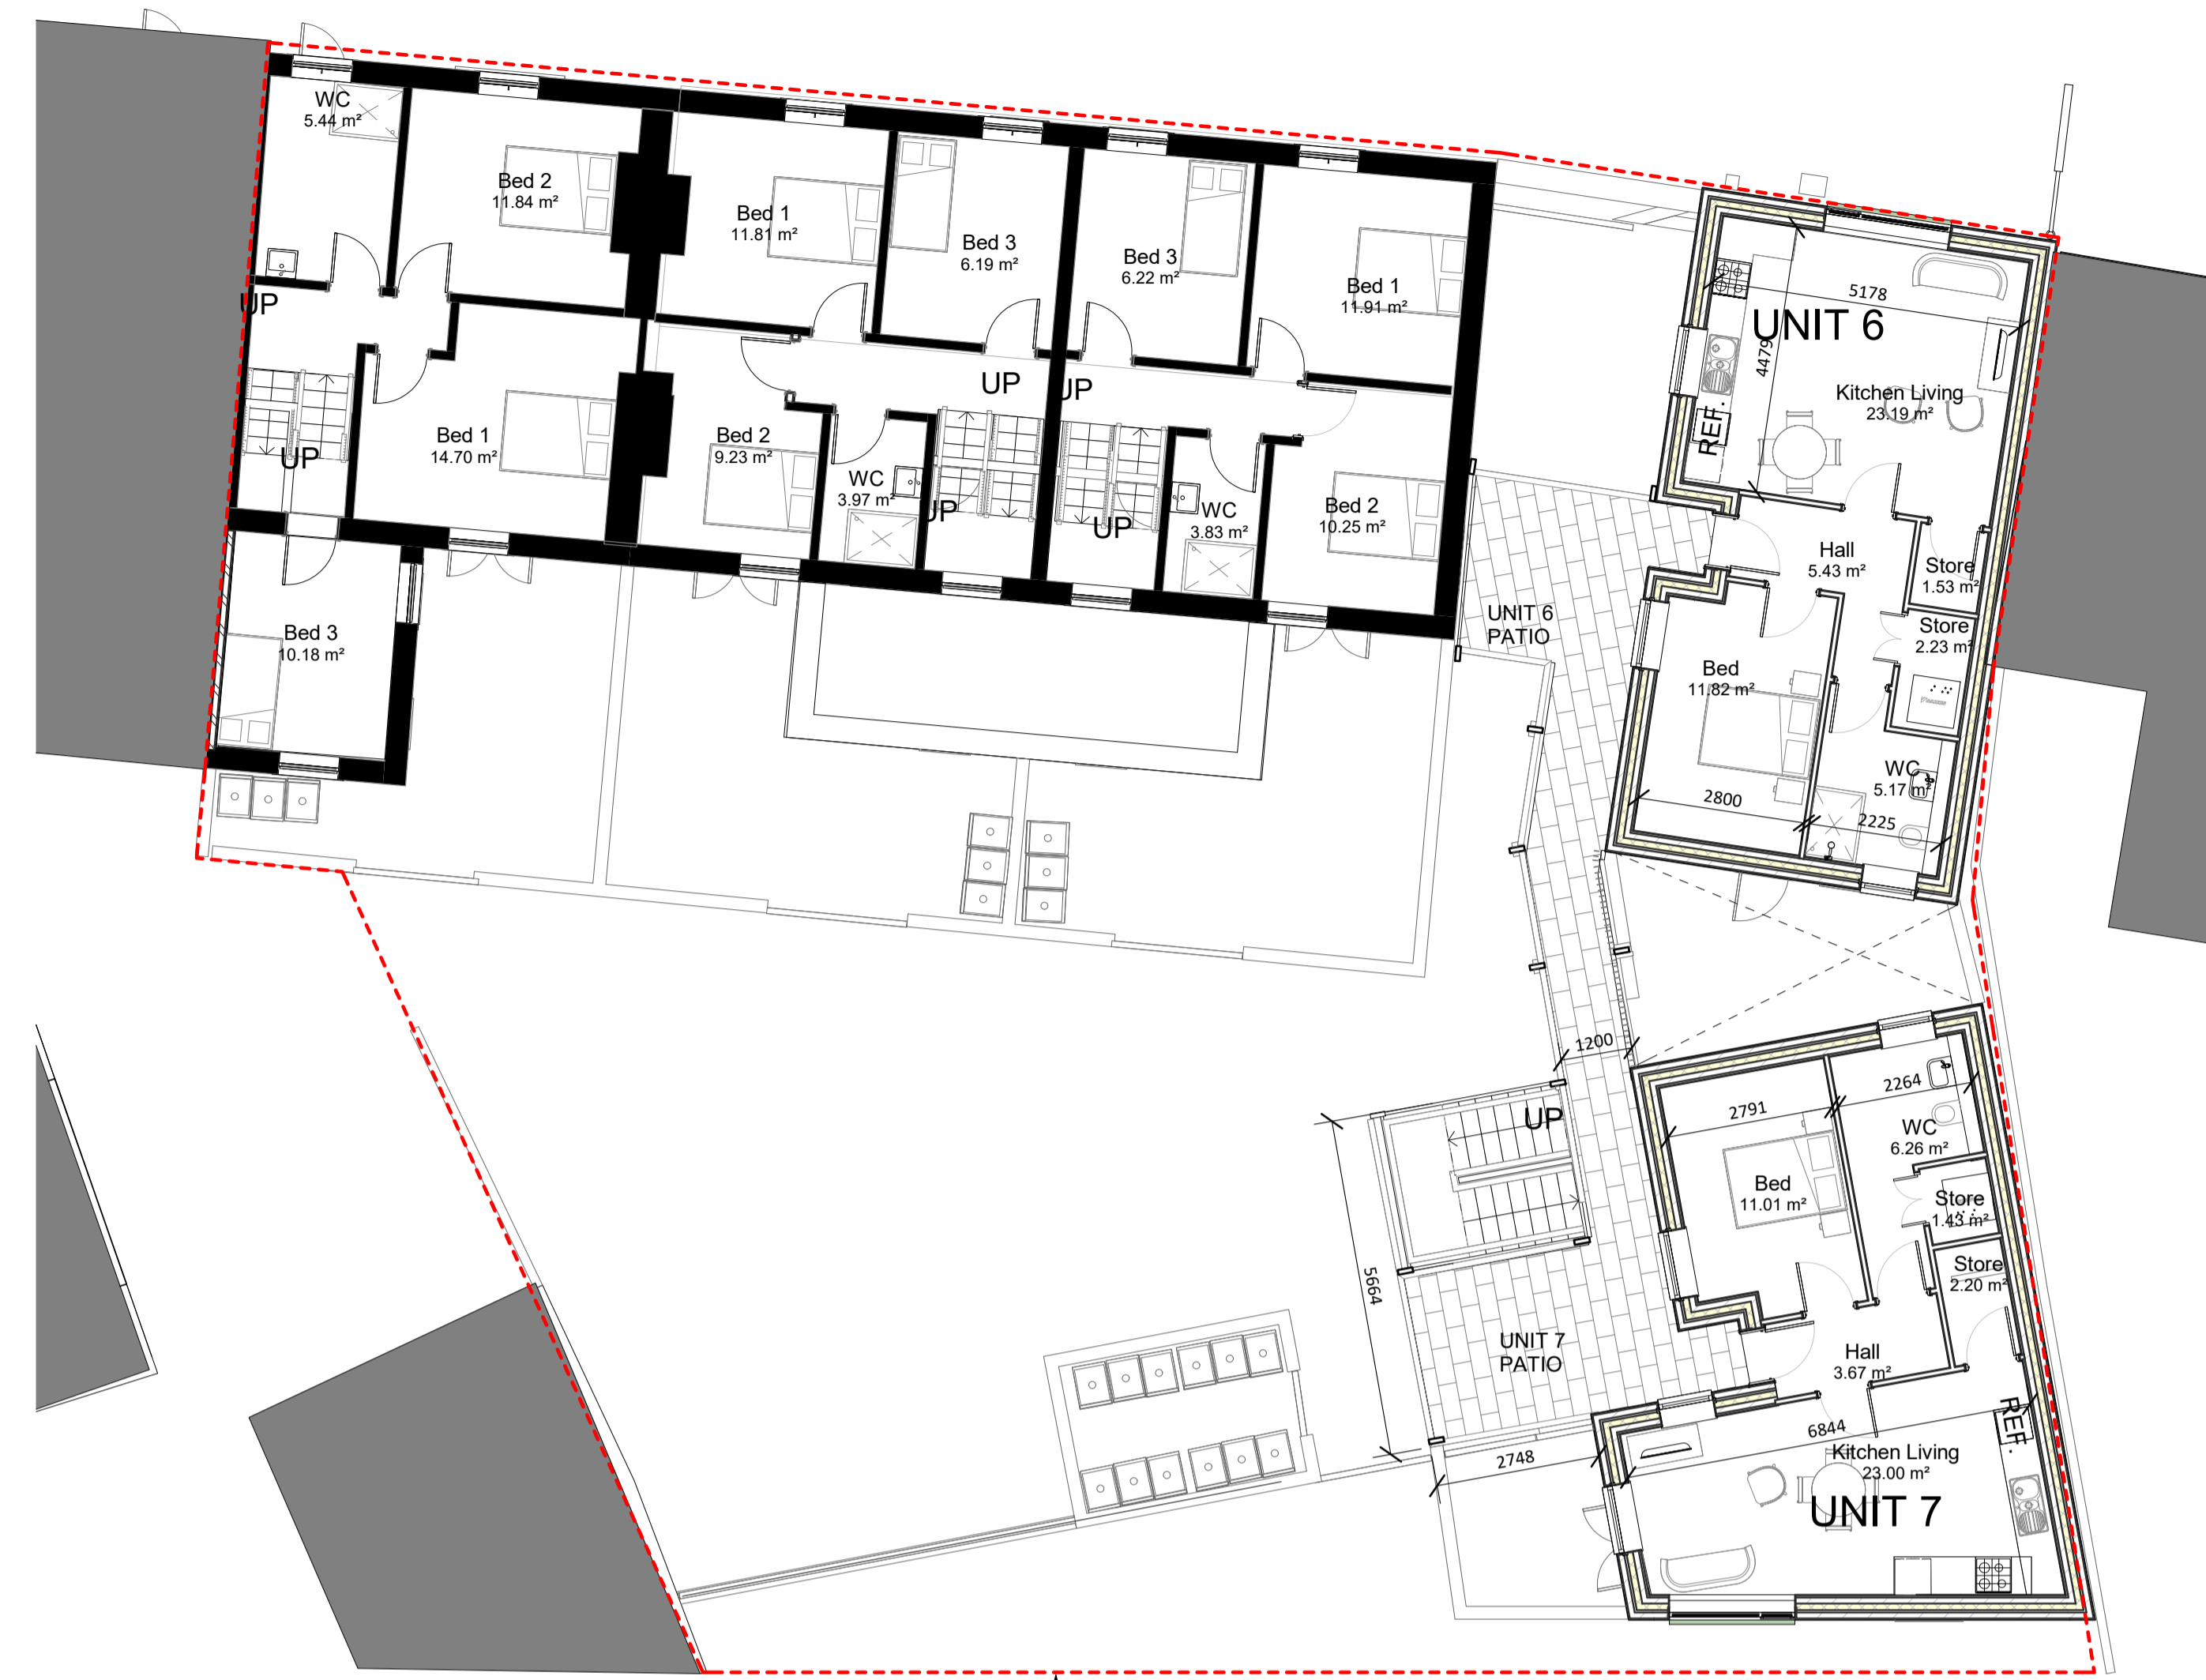 WC
5.44 m²
Bed 2
11.84 m²
Bed 1
11.81 m²
Bed 3
6.19 m²
Bed 3
6.22 m²
Bed 1
11.91 m²
UP
UP
UP
UP
Bed 1
14.70 m²
Bed 2
9.23 m²
WC
3.97 m²
UP
UP
WC
3.83 m²
Bed 2
10.25 m²
Bed 3
10.18 m²
5178
UNIT 6
4479
Kitchen Living
23.19 m²
REF.
Hall
5.43 m²
Store
1.53 m²
Store
2.23 m²
UNIT 6
PATIO
Bed
11.82 m²
WC
5.17 m²
2800
2225
1200
UP
2264
2791
WC
6.26 m²
Bed
11.01 m²
Store
1.43 m²
Store
2.20 m²
5664
UNIT 7
PATIO
Hall
3.67 m²
REF.
6844
2748
Kitchen Living
23.00 m²
UNIT 7